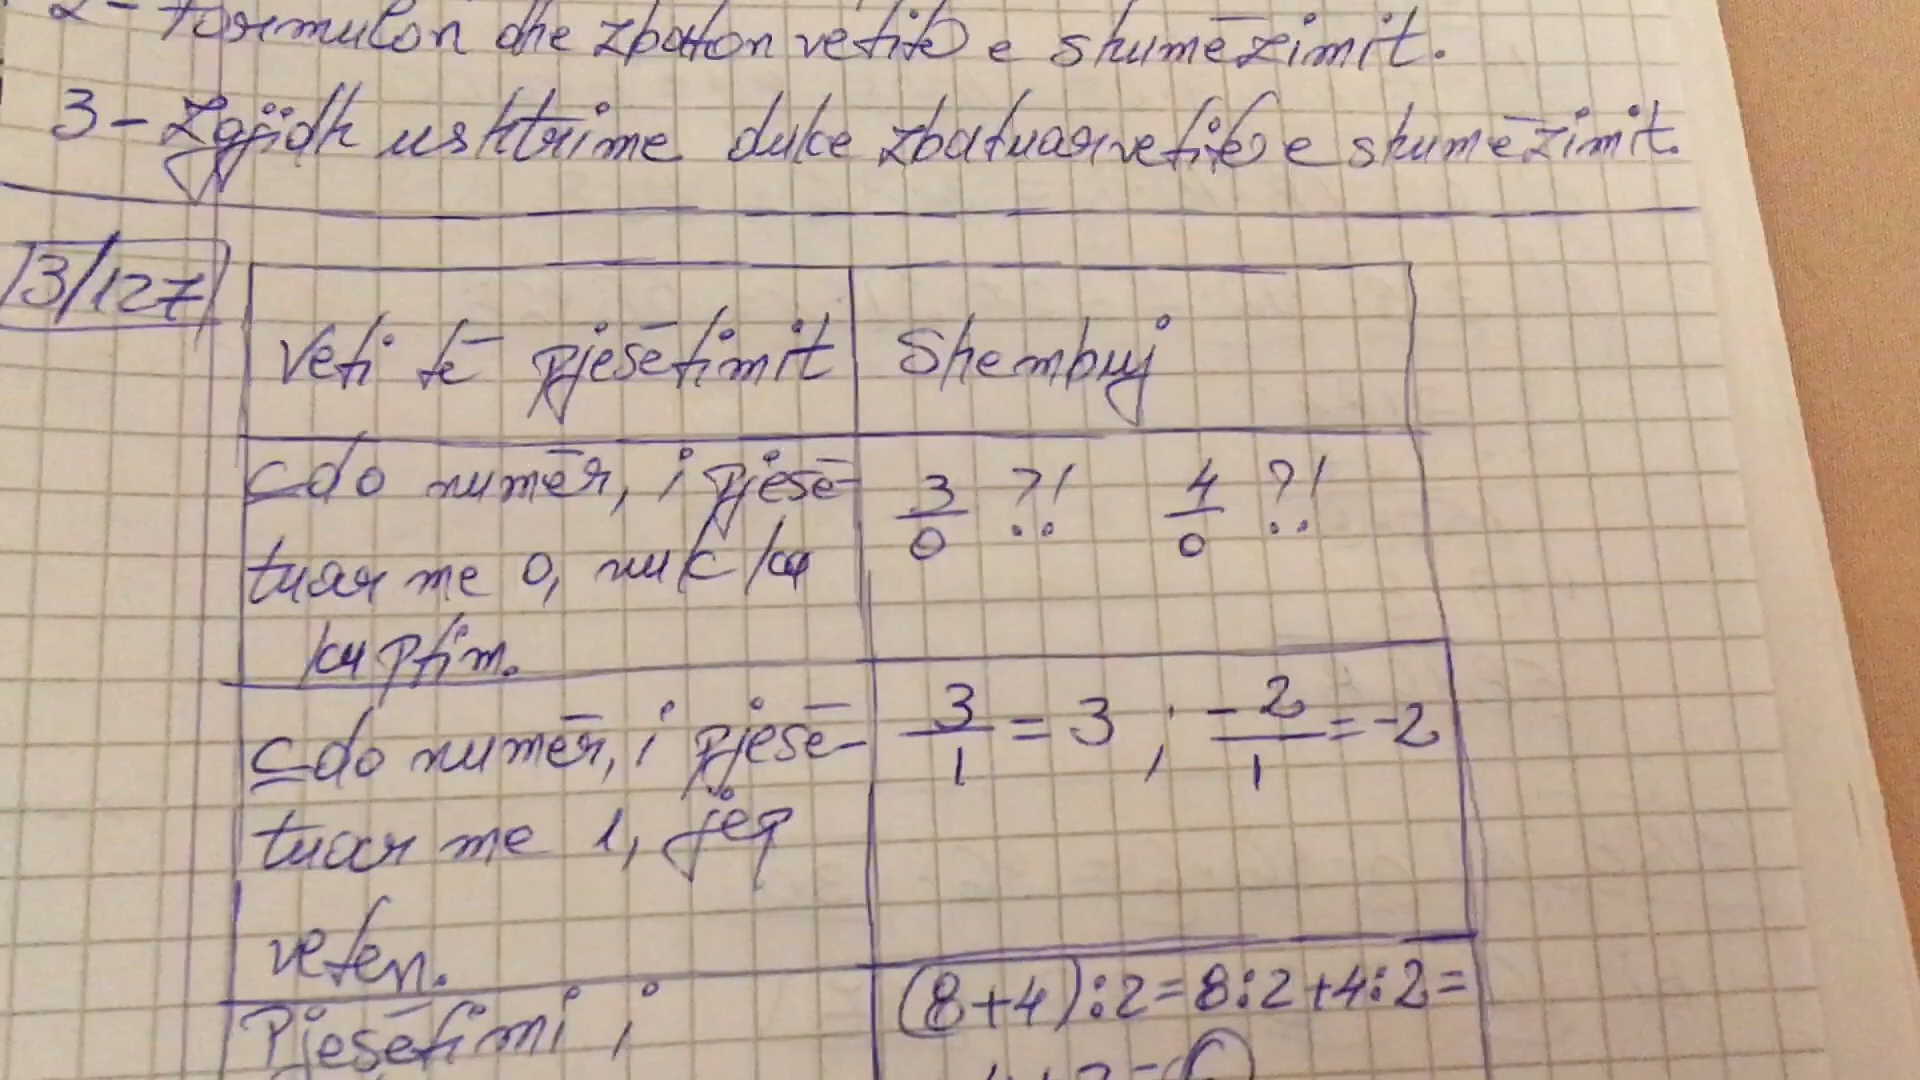 2 - Formulon dhe zbaton vetitë e shumëzimit.
3 - Zgjidh ushtrime duke zbatuar vetitë e shumëzimit.
3/127
Veti të pjesëtimit Shembuj
Çdo numër, i pjesë-
tuar me 0, nuk ka
kuptim.
3/0 ?! 4/0 ?!
Çdo numër, i pjesë-
tuar me 1, jep
veten.
3/1 = 3 ; -2/1 = -2
Pjesëtimi i
(8+4):2=8:2+4:2=